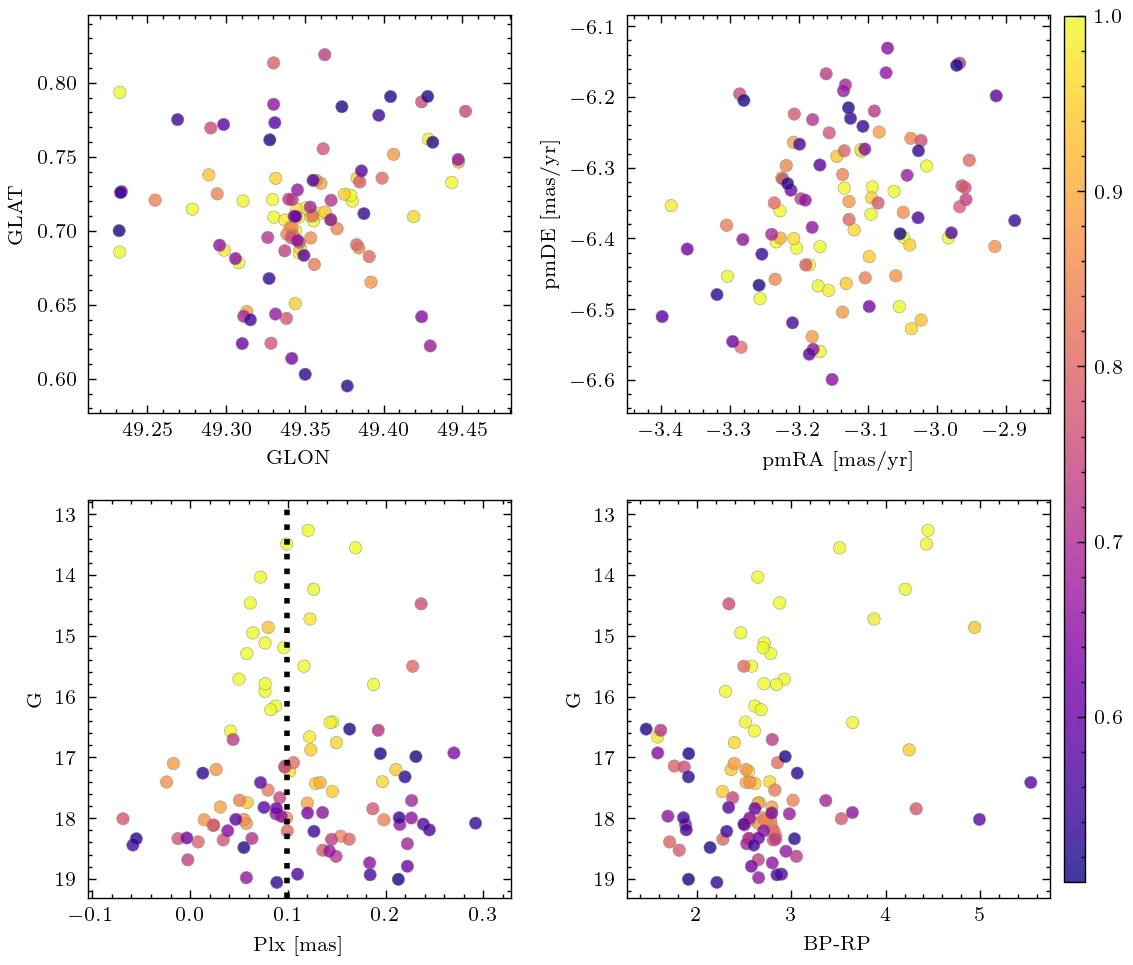 0.80
0.75
0.70
0.65
0.60
GLAT
49.25 49.30 49.35 49.40 49.45
GLON
−6.1
−6.2
−6.3
−6.4
−6.5
−6.6
pmDE [mas/yr]
−3.4 −3.3 −3.2 −3.1 −3.0 −2.9
pmRA [mas/yr]
1.0
0.9
0.8
0.7
0.6
13
14
15
16
17
18
19
G
−0.1 0.0 0.1 0.2 0.3
Plx [mas]
13
14
15
16
17
18
19
G
2 3 4 5
BP-RP